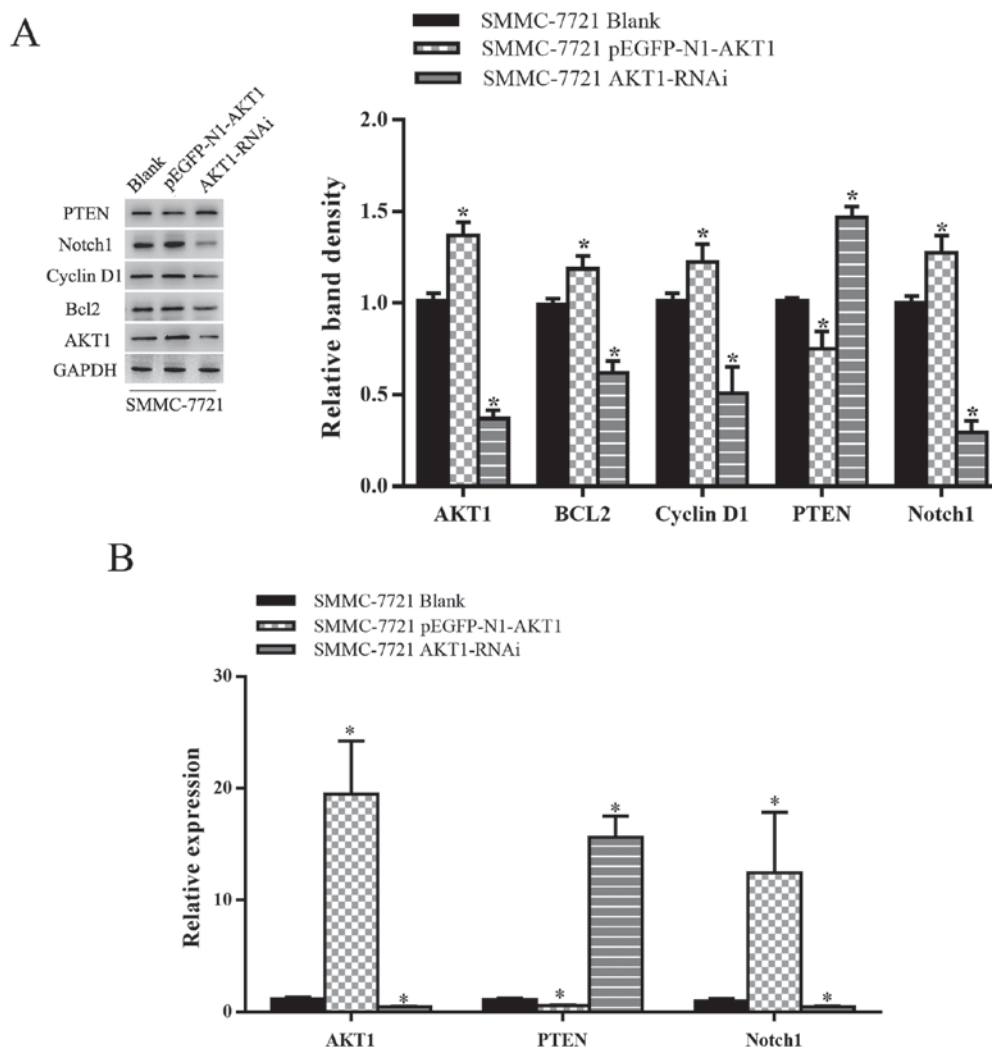 A
SMMC-7721 Blank
SMMC-7721 pEGFP-N1-AKT1
SMMC-7721 AKT1-RNAi
Blank
pEGFP-N1-AKT1
AKT1-RNAi
PTEN
Notch1
Cyclin D1
Bcl2
AKT1
GAPDH
SMMC-7721
Relative band density
2.0
1.5
1.0
0.5
0.0
* * * * * * * * * *
AKT1 BCL2 Cyclin D1 PTEN Notch1
B
SMMC-7721 Blank
SMMC-7721 pEGFP-N1-AKT1
SMMC-7721 AKT1-RNAi
Relative expression
30
20
10
0
* * * * * *
AKT1 PTEN Notch1